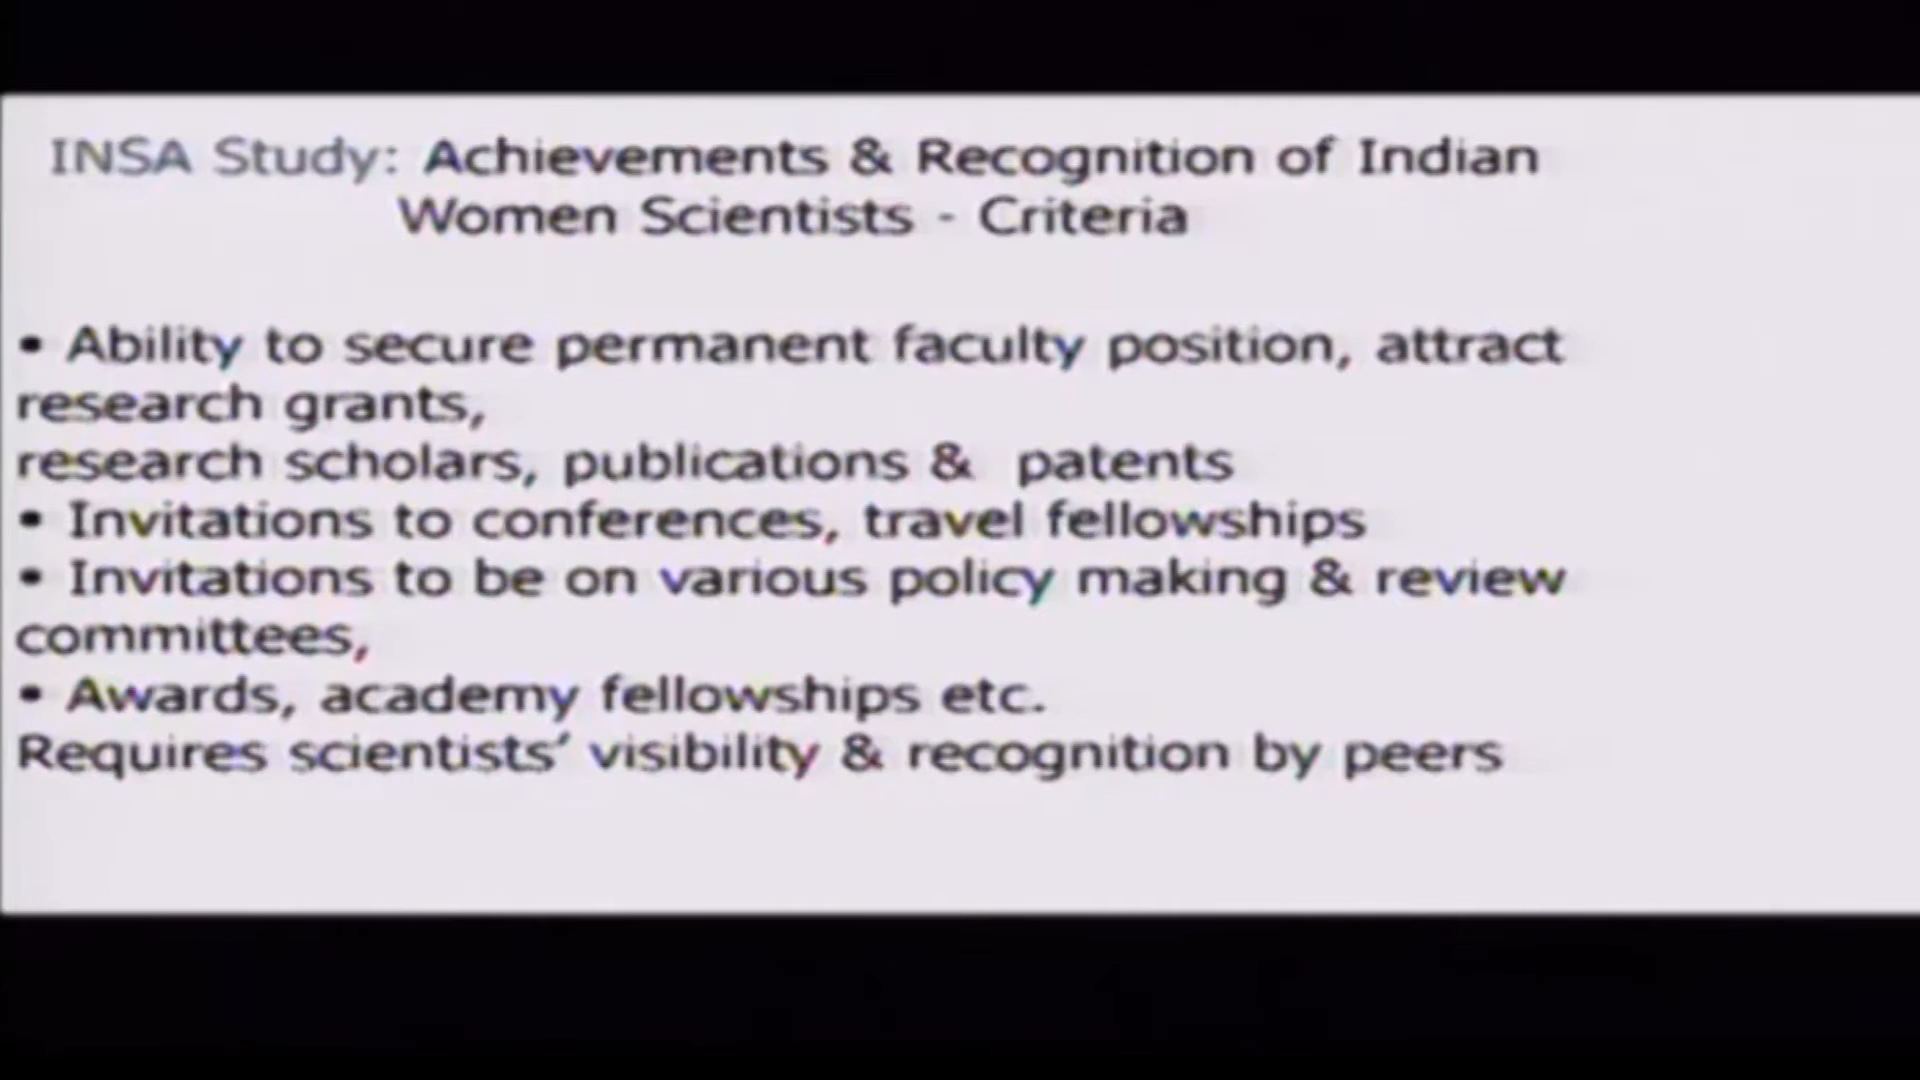 INSA Study: Achievements & Recognition of Indian
Women Scientists - Criteria
• Ability to secure permanent faculty position, attract
research grants,
research scholars, publications & patents
• Invitations to conferences, travel fellowships
• Invitations to be on various policy making & review
committees,
• Awards, academy fellowships etc.
Requires scientists’ visibility & recognition by peers